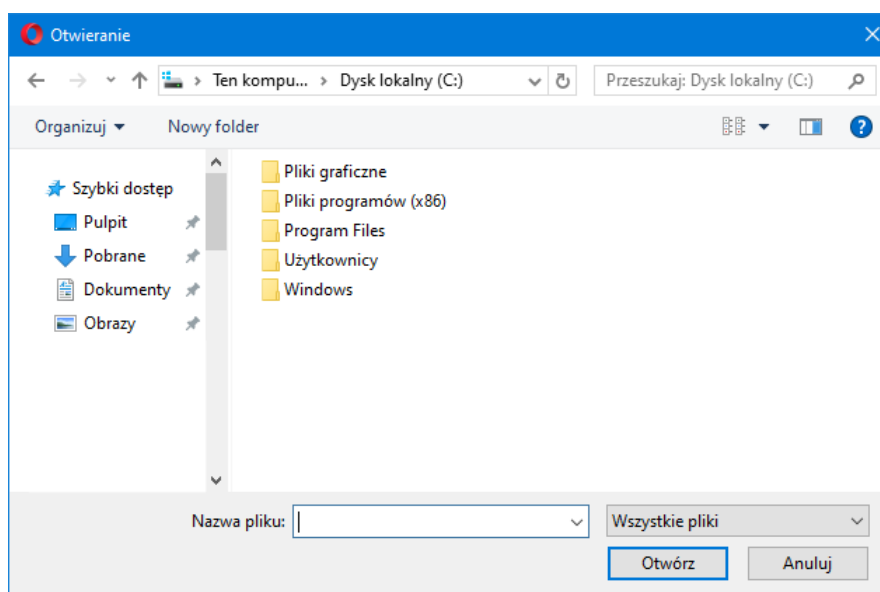 Otwieranie
Ten kompu... > Dysk lokalny (C:)
Przeszukaj: Dysk lokalny (C:)
Organizuj
Nowy folder
Szybki dostęp
Pulpit
Pobrane
Dokumenty
Obrazy
Pliki graficzne
Pliki programów (x86)
Program Files
Użytkownicy
Windows
Nazwa pliku:
Wszystkie pliki
Otwórz
Anuluj